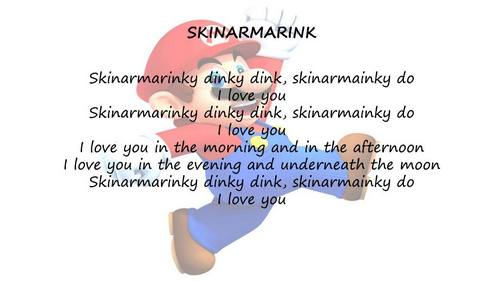 SKINARMARINK
Skinarmarinky dinky dink, skinarmainky do
I love you
Skinarmarinky dinky dink, skinarmainky do
I love you
I love you in the morning and in the afternoon
I love you in the evening and underneath the moon
Skinarmarinky dinky dink, skinarmainky do
I love you